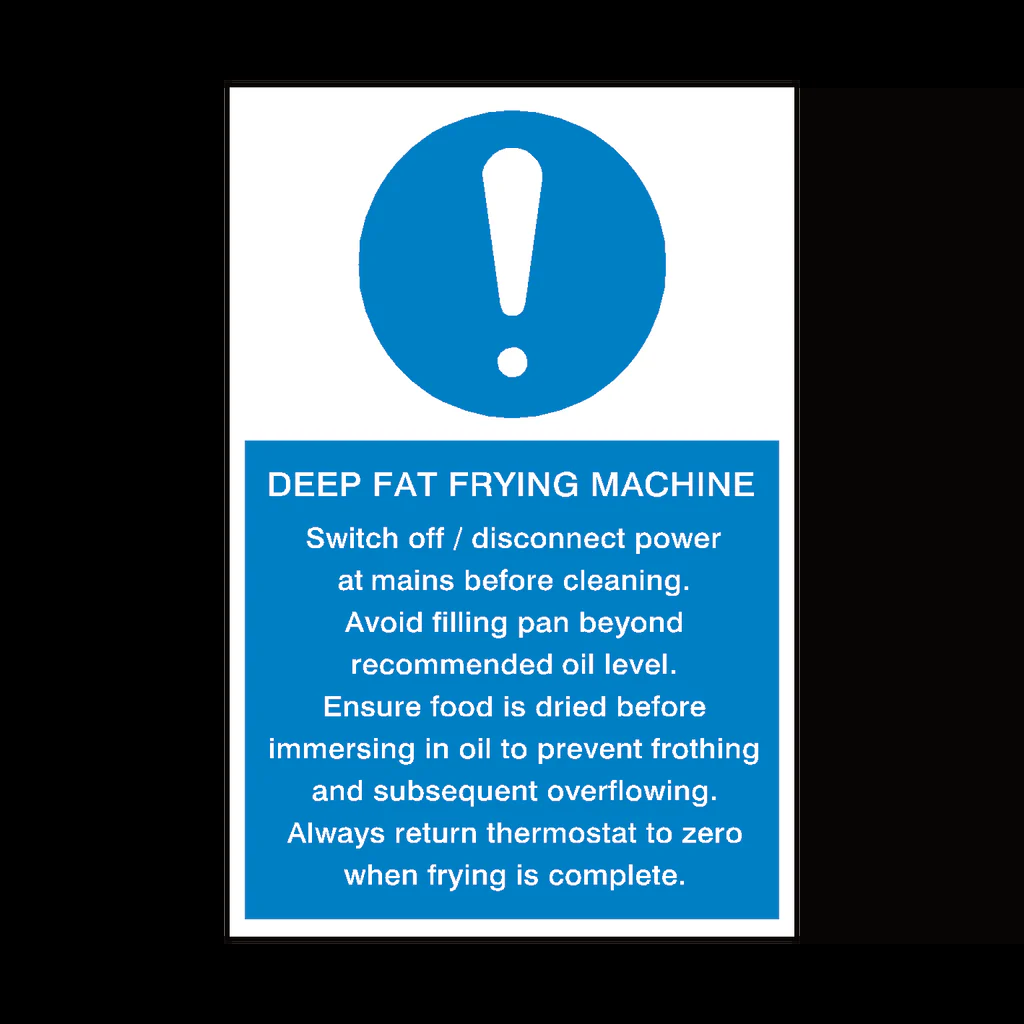 DEEP FAT FRYING MACHINE
Switch off / disconnect power
at mains before cleaning.
Avoid filling pan beyond
recommended oil level.
Ensure food is dried before
immersing in oil to prevent frothing
and subsequent overflowing.
Always return thermostat to zero
when frying is complete.